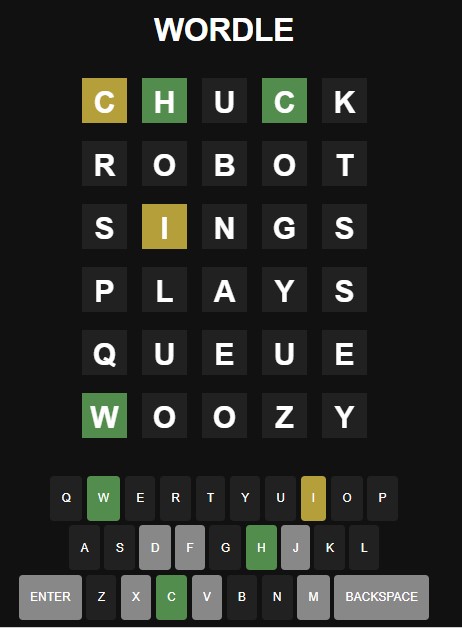 WORDLE
C H U C K
R O B O T
S I N G S
P L A Y S
Q U E U E
W O O Z Y
Q W E R T Y U I O P
A S D F G H J K L
ENTER Z X C V B N M BACKSPACE